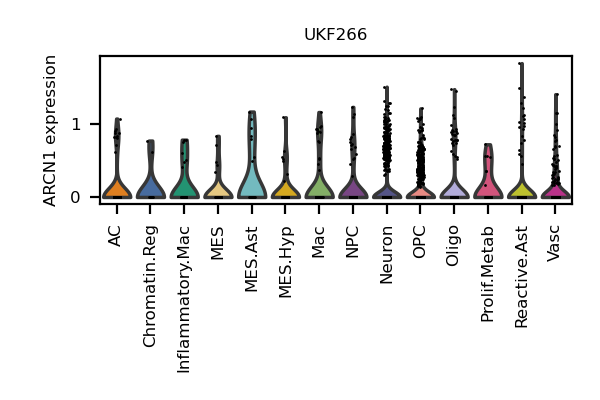 UKF266
ARCN1 expression
1
0
AC
Chromatin.Reg
Inflammatory.Mac
MES
MES.Ast
MES.Hyp
Mac
NPC
Neuron
OPC
Oligo
Prolif.Metab
Reactive.Ast
Vasc